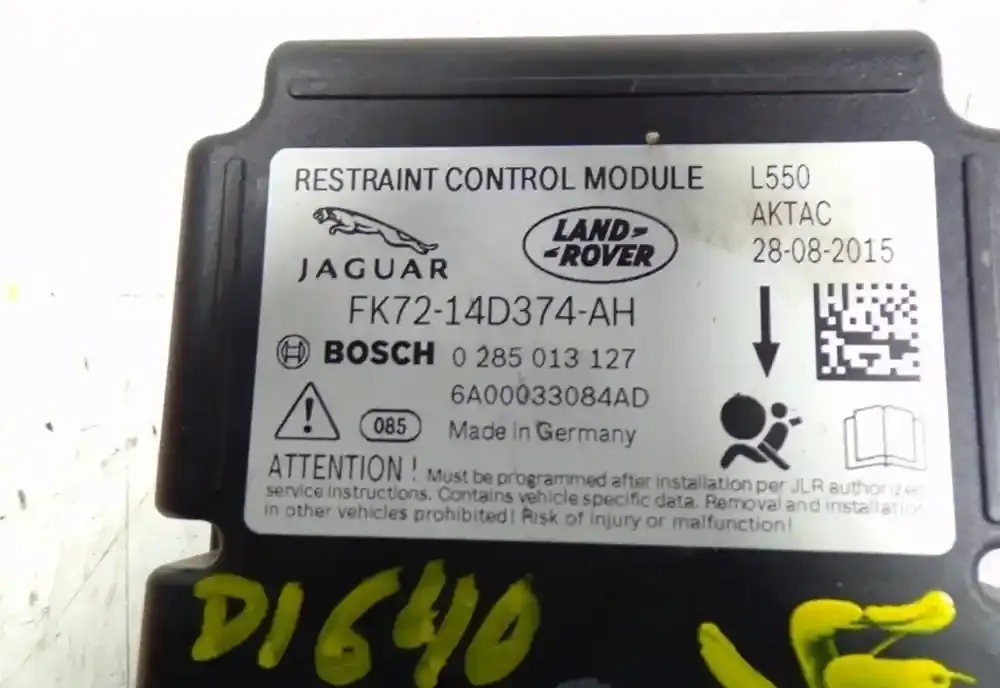 RESTRAINT CONTROL MODULE
L550
AKTAC
28-08-2015
JAGUAR
LAND-
-ROVER
FK72-14D374-AH
BOSCH 0 285 013 127
6A00033084AD
085
Made in Germany
ATTENTION ! Must be programmed after installation per JLR authorized
service instructions. Contains vehicle specific data. Removal and installation
in other vehicles prohibited! Risk of injury or malfunction!
D1640